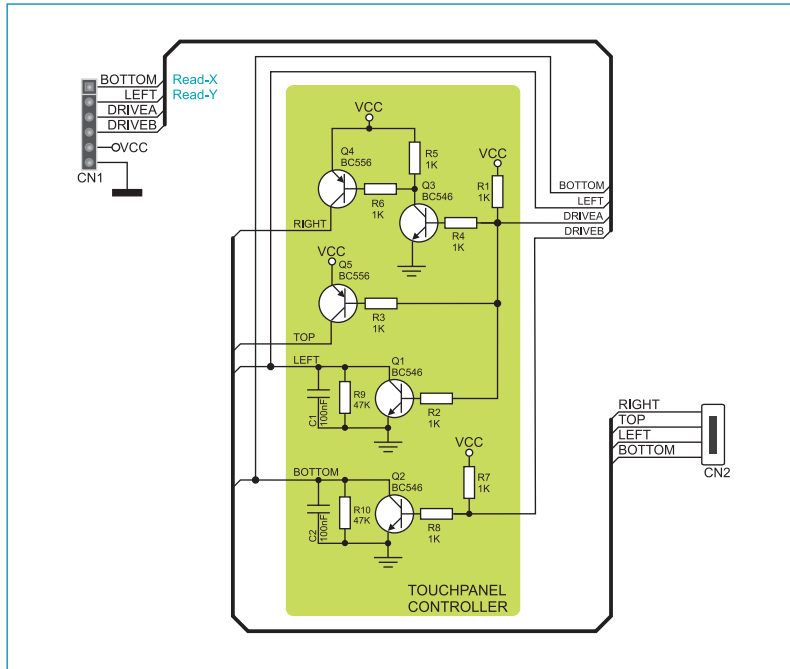 BOTTOM Read-X
LEFT Read-Y
DRIVEA
DRIVEB
VCC
CN1
VCC
Q4
BC556
R5
1K
Q3
BC546
VCC
R1
1K
R6
1K
R4
1K
RIGHT
BOTTOM
LEFT
DRIVEA
DRIVEB
VCC
Q5
BC556
R3
1K
TOP
LEFT
Q1
BC546
C1
100nF
R9
47K
R2
1K
RIGHT
TOP
LEFT
BOTTOM
CN2
VCC
R7
1K
BOTTOM
Q2
BC546
C2
100nF
R10
47K
R8
1K
TOUCHPANEL
CONTROLLER